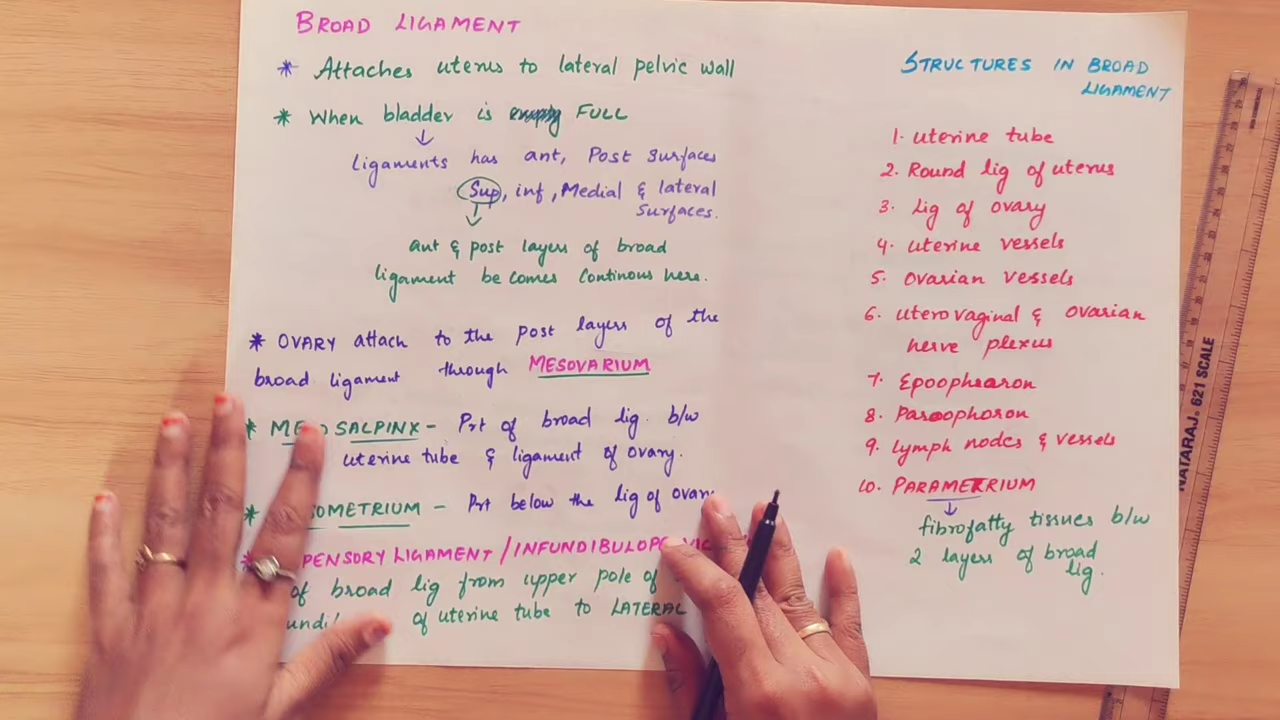 BROAD LIGAMENT
* Attaches uterus to lateral pelvic wall
* When bladder is FULL
↓
Ligaments has ant, Post surfaces
Sup, inf, Medial & lateral
surfaces.
↓
ant & post layers of broad
ligament becomes continous here.
* OVARY attach to the post layers of the
broad ligament through MESOVARIUM
* MESOSALPINX - Prt of broad lig. b/w
uterine tube & ligament of ovary.
* OMETRIUM - Prt below the lig of ovary
* PENSORY LIGAMENT / INFUNDIBULOPE
of broad lig from upper pole of
of uterine tube to LATERAL
STRUCTURES IN BROAD
LIGAMENT
1. uterine tube
2. Round lig of uterus
3. Lig of ovary
4. uterine vessels
5. ovarian vessels
6. uterovaginal & ovarian
nerve plexus
7. Epoophearon
8. Paroophoron
9. Lymph nodes & vessels
10. PARAMETRIUM
↓
fibrofatty tissues b/w
2 layers of broad
lig.
NATARAJ 621 SCALE